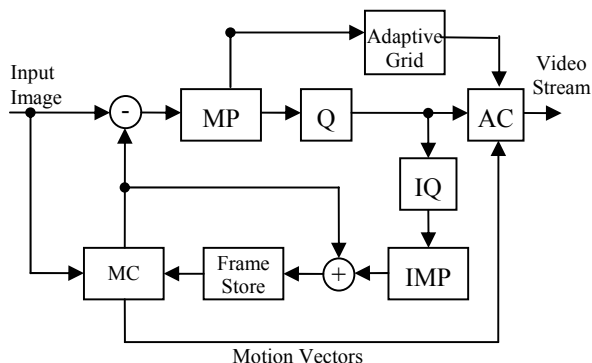 Adaptive
Grid
Input
Image
Video
Stream
-
MP
Q
AC
IQ
MC
Frame
Store
+
IMP
Motion Vectors